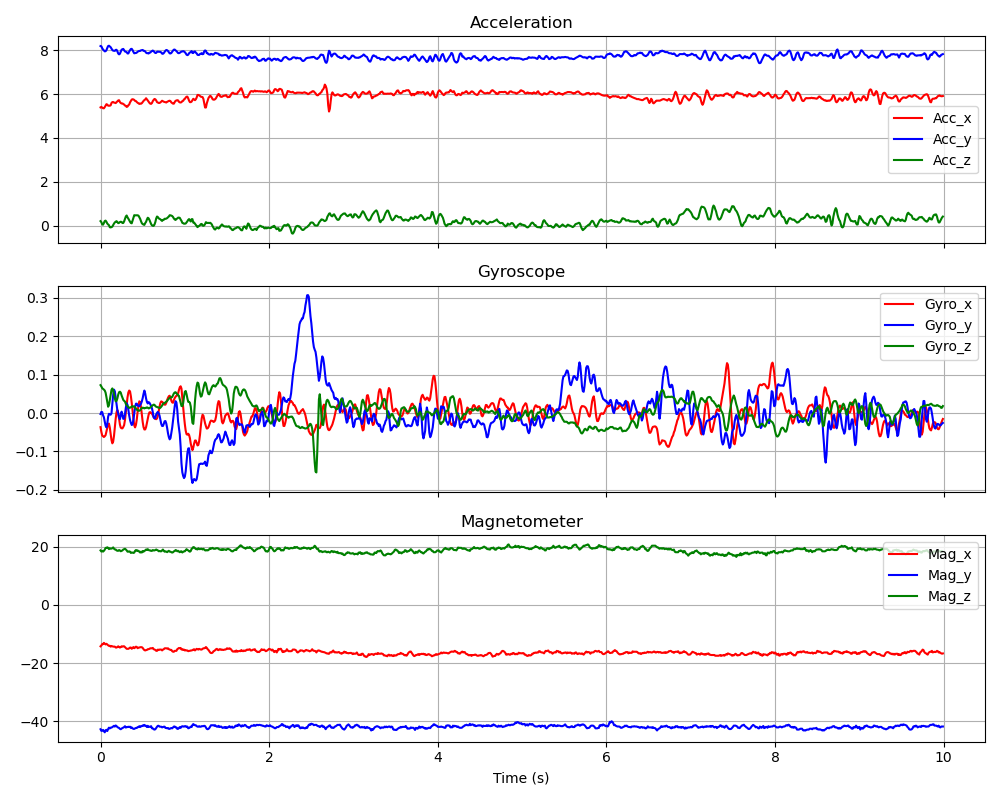 Acceleration
8
6
4
2
0
Acc_x
Acc_y
Acc_z
Gyroscope
0.3
0.2
0.1
0.0
−0.1
−0.2
Gyro_x
Gyro_y
Gyro_z
Magnetometer
20
0
−20
−40
Mag_x
Mag_y
Mag_z
0 2 4 6 8 10
Time (s)